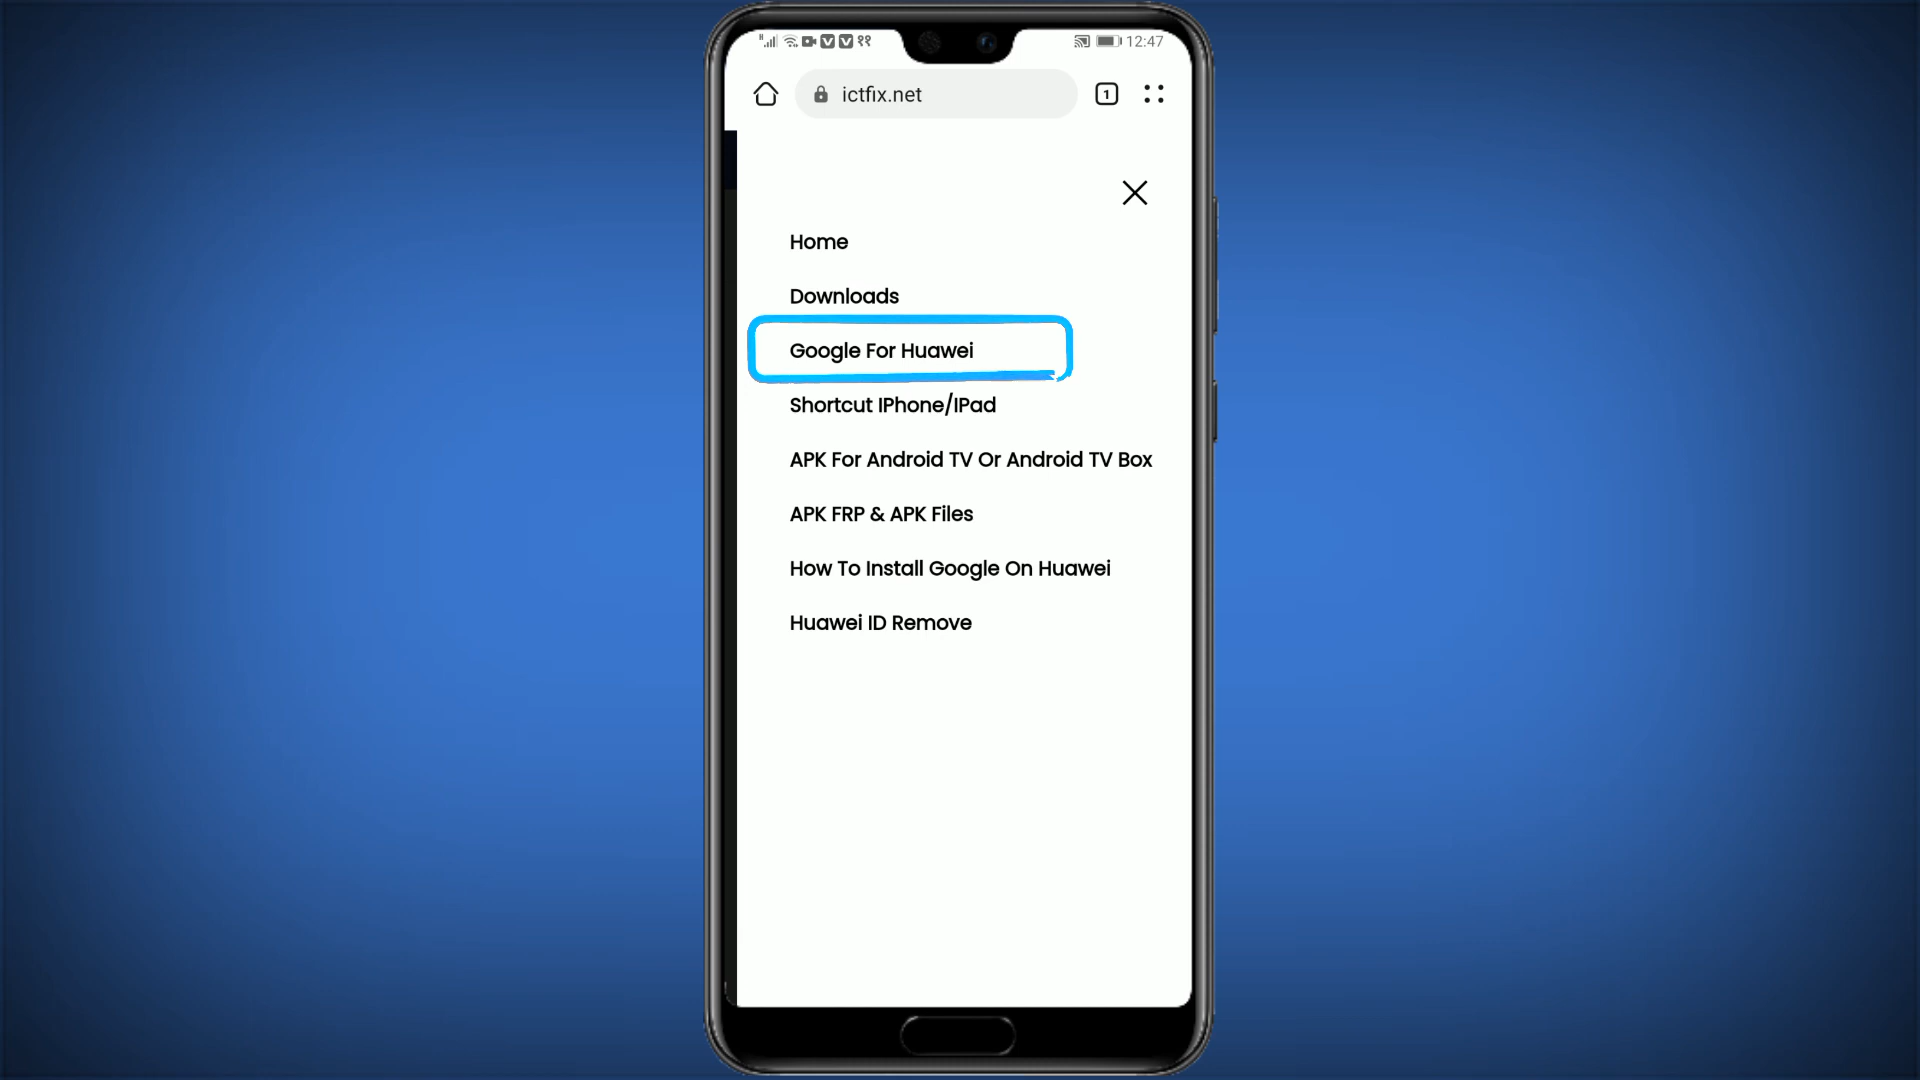 12:47
ictfix.net
1
Home
Downloads
Google For Huawei
Shortcut IPhone/IPad
APK For Android TV Or Android TV Box
APK FRP & APK Files
How To Install Google On Huawei
Huawei ID Remove